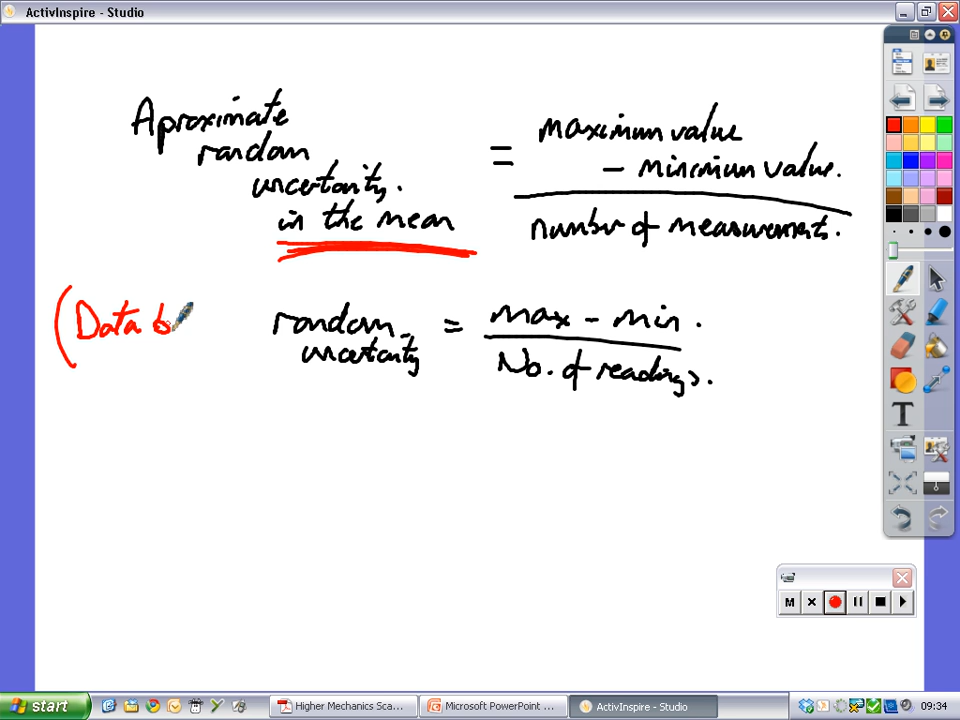 ActivInspire - Studio
Aproximate
random
uncertainty.
in the mean
= maximum value
- minimum value.
number of measurements.
(Data b
random
uncertainty
= max - min.
No. of readings.
M
T
start
Higher Mechanics Sca...
Microsoft PowerPoint ...
ActivInspire - Studio
09:34